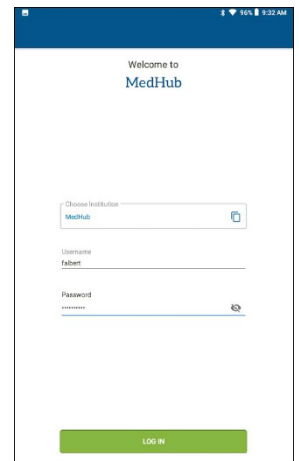 96% 9:32 AM
Welcome to
MedHub
Choose Institution
MedHub
Username
falbert
Password
••••••••••
LOG IN